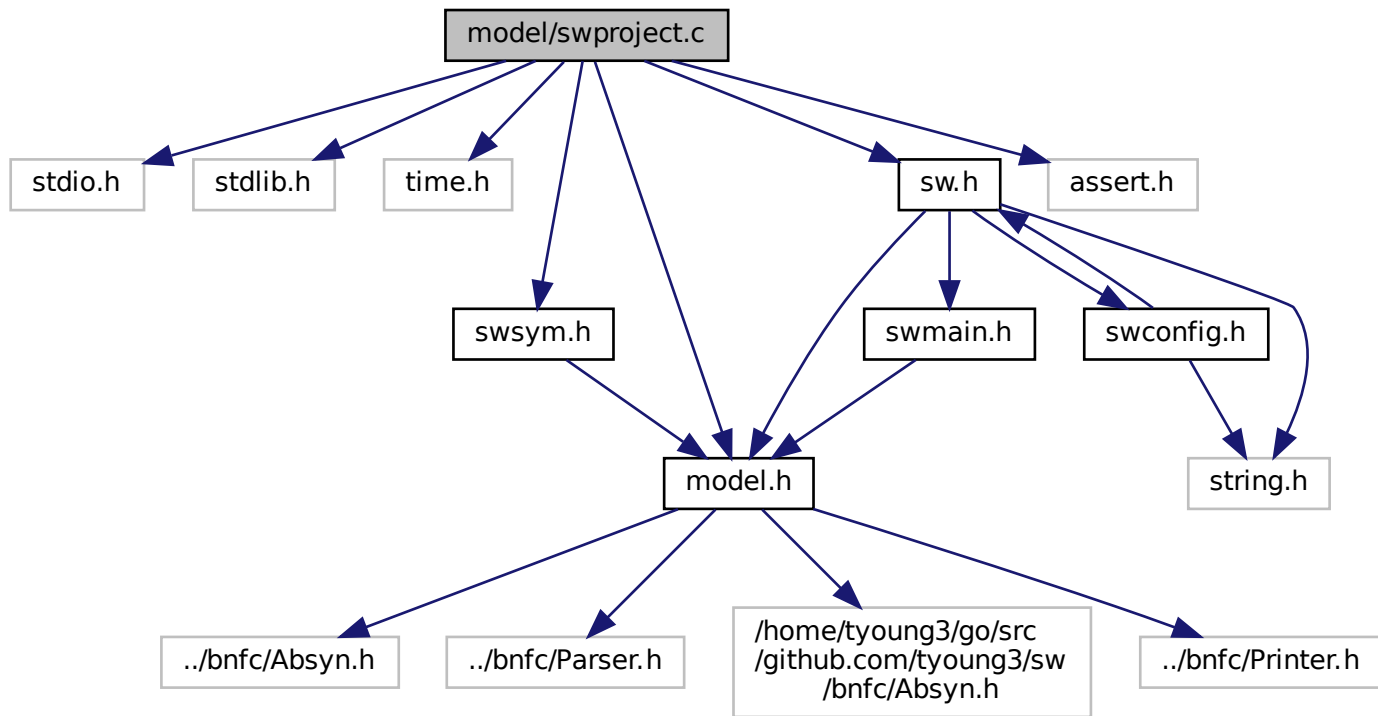 model/swproject.c
stdio.h
stdlib.h
time.h
sw.h
assert.h
swsym.h
swmain.h
swconfig.h
model.h
string.h
../bnfc/Absyn.h
../bnfc/Parser.h
/home/tyoung3/go/src
/github.com/tyoung3/sw
/bnfc/Absyn.h
../bnfc/Printer.h